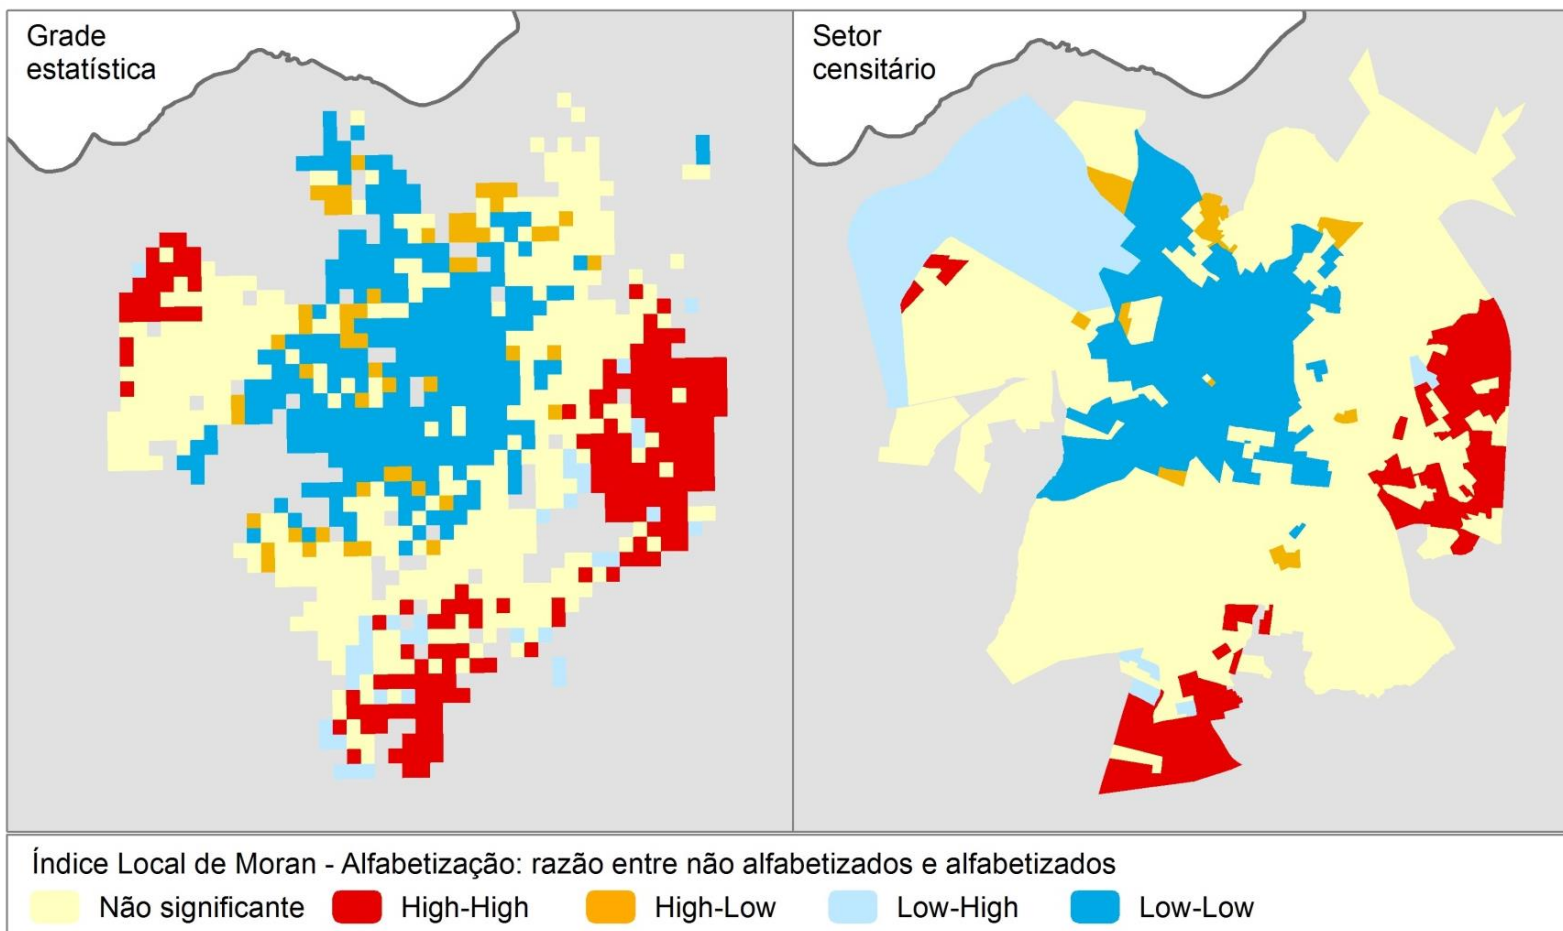 Grade
estatística
Setor
censitário
Índice Local de Moran - Alfabetização: razão entre não alfabetizados e alfabetizados
Não significante High-High High-Low Low-High Low-Low